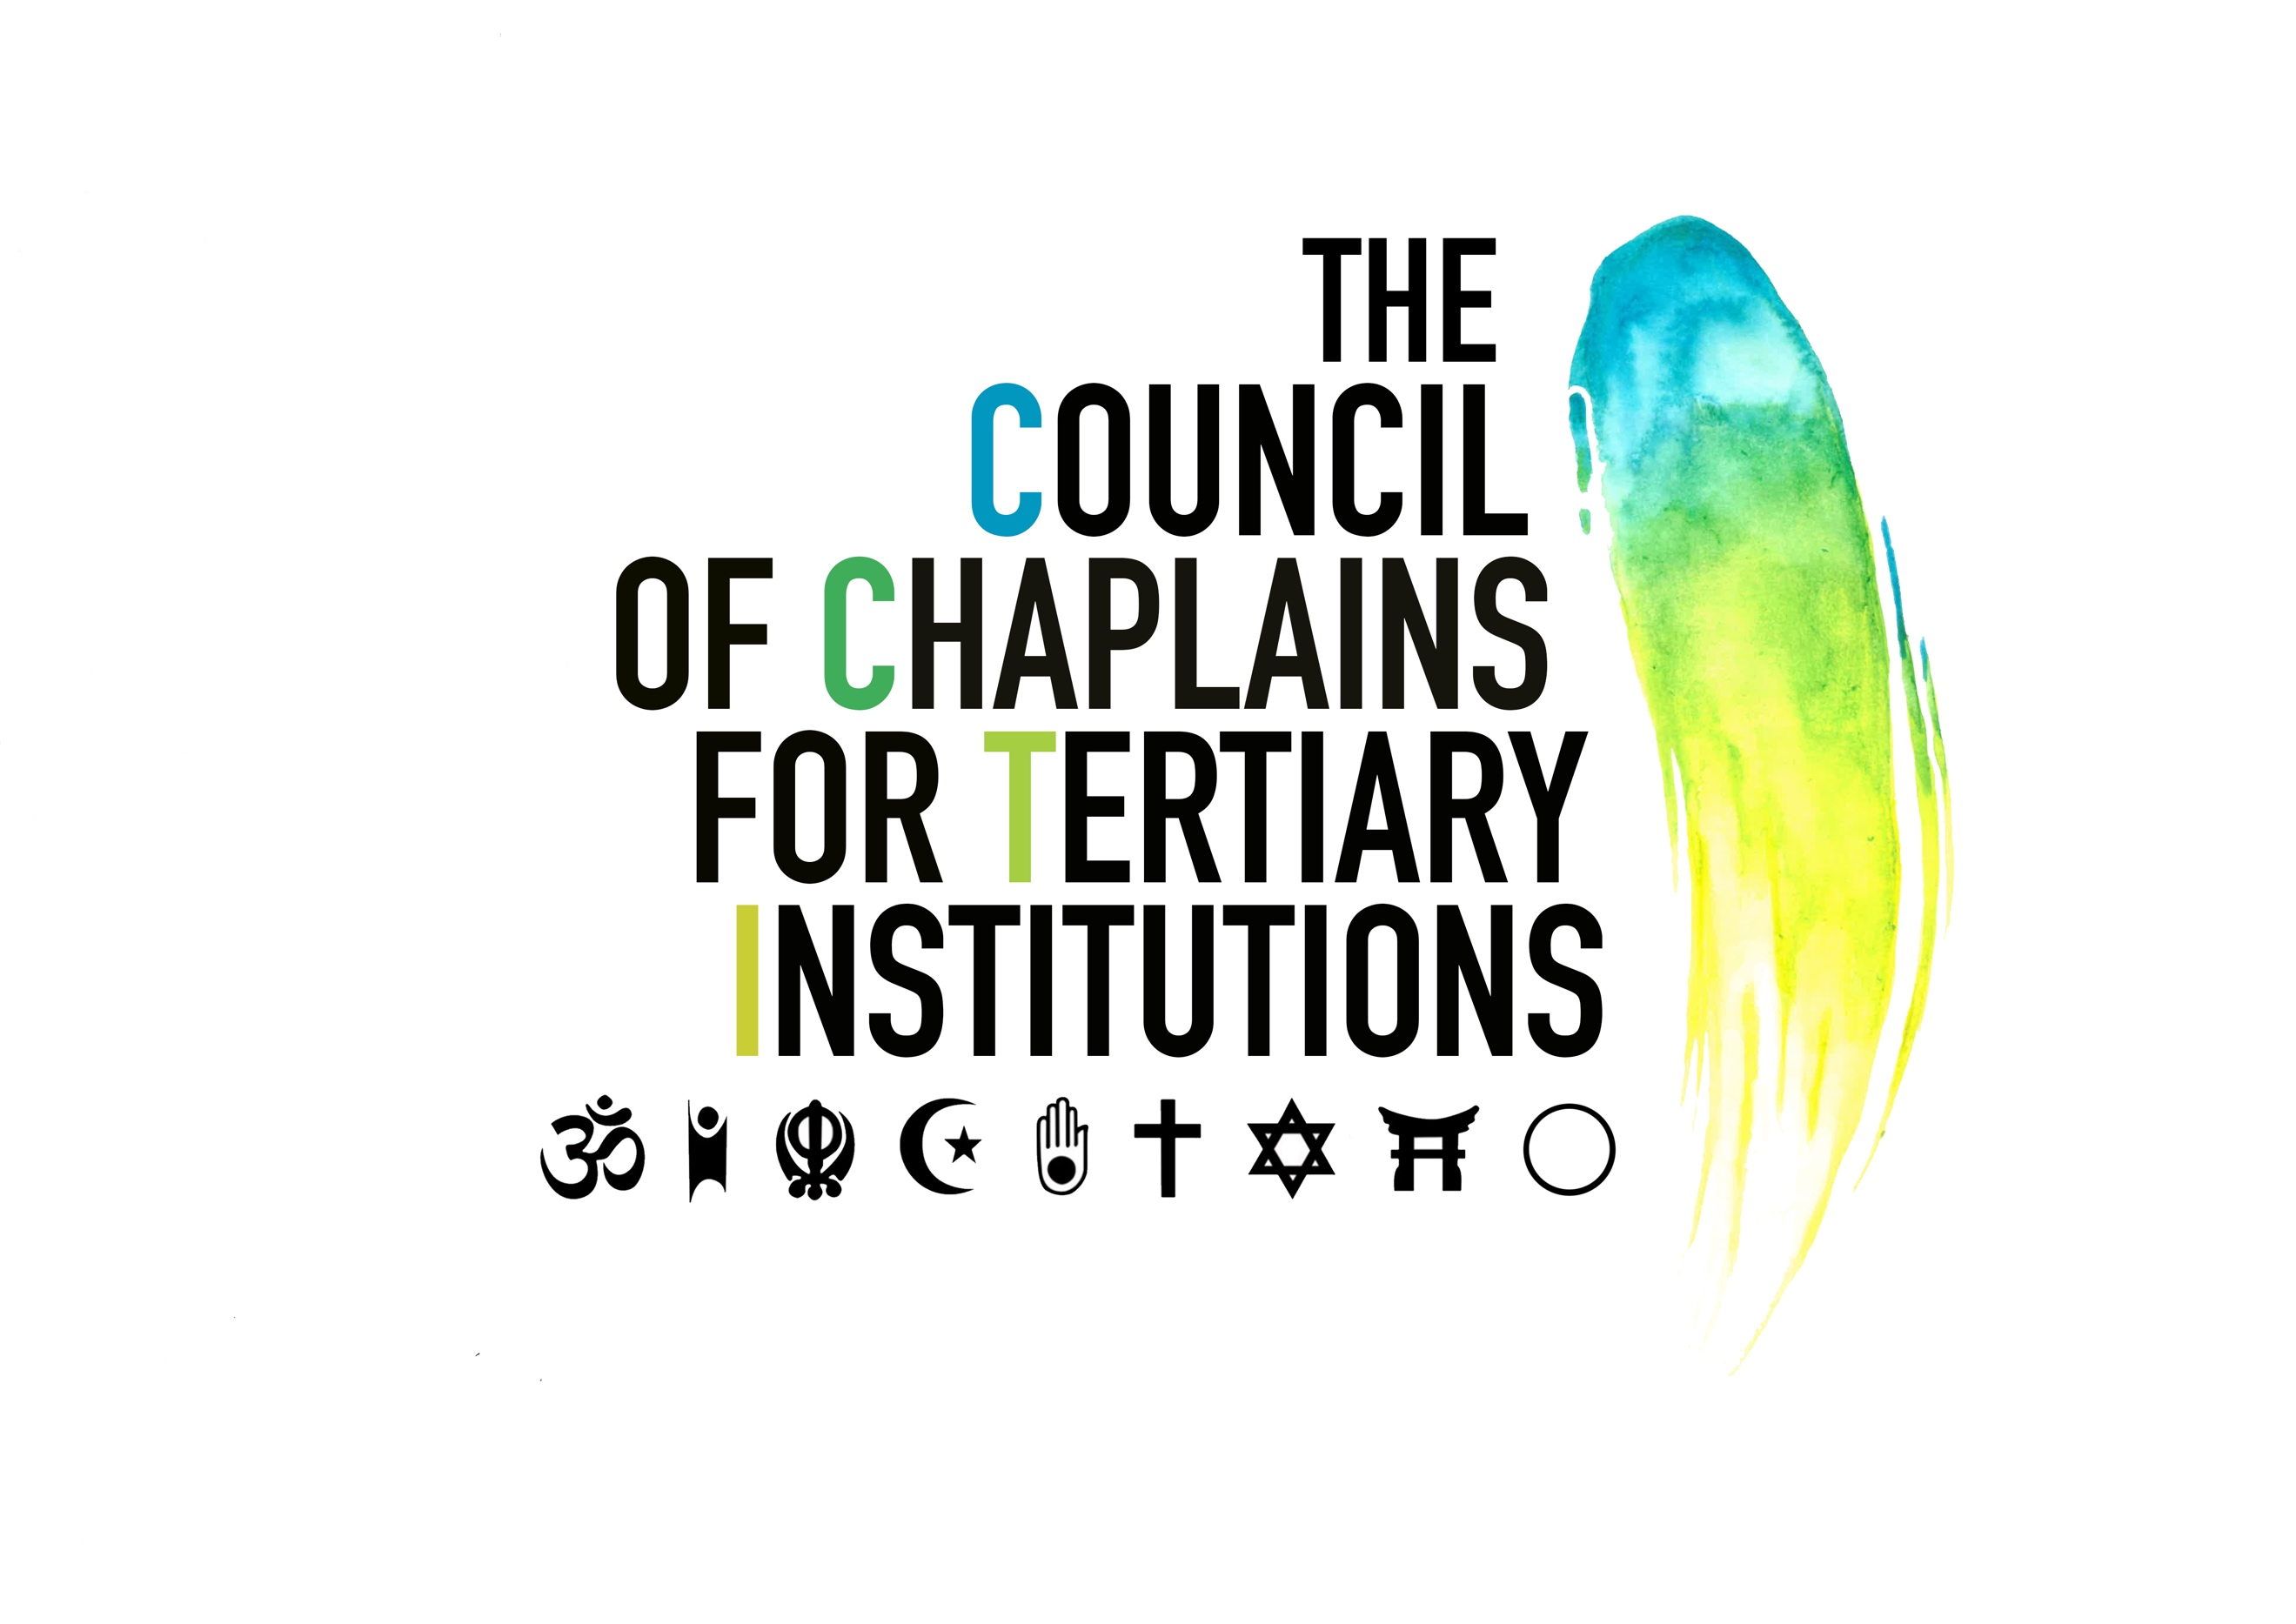 THE
COUNCIL
OF CHAPLAINS
FOR TERTIARY
INSTITUTIONS